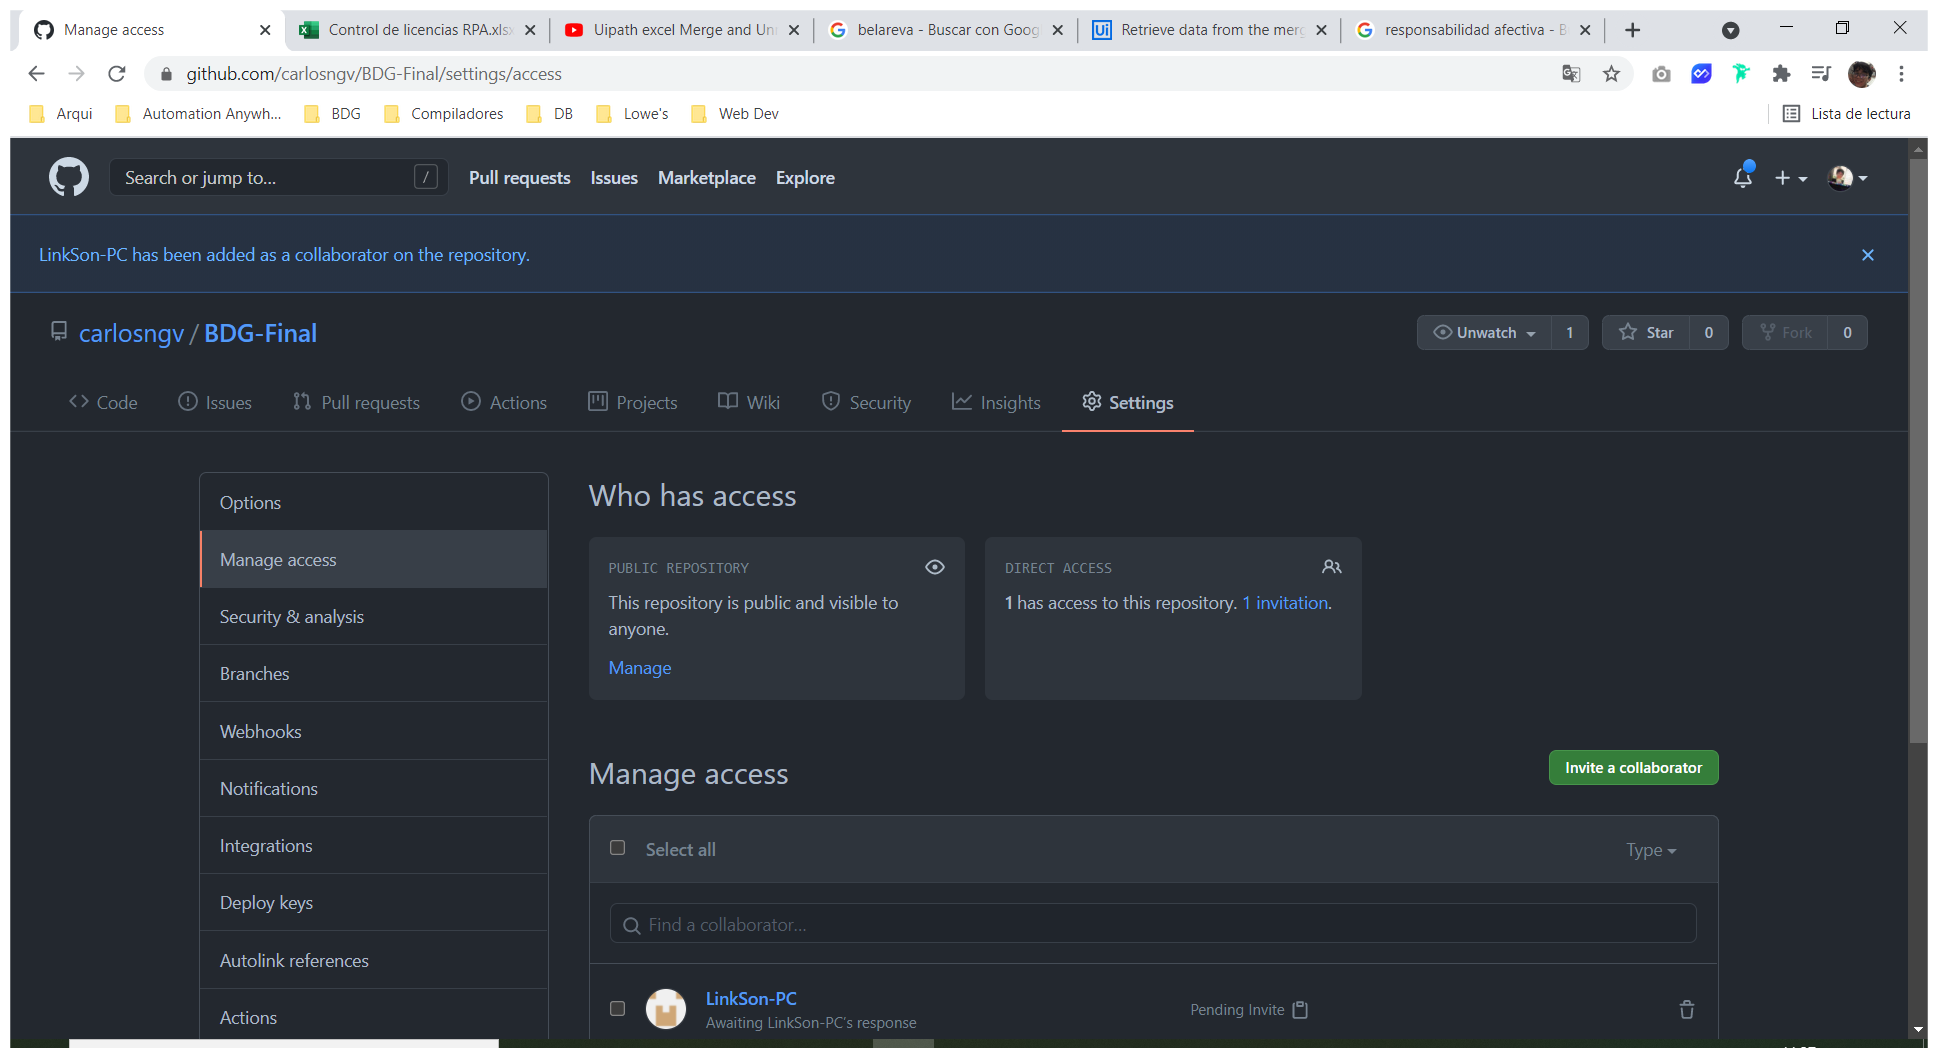 Manage access
Control de licencias RPA.xlsx
Uipath excel Merge and Un
belareva - Buscar con Goog
Retrieve data from the merg
responsabilidad afectiva - B
github.com/carlosngv/BDG-Final/settings/access
Arqui
Automation Anywh...
BDG
Compiladores
DB
Lowe's
Web Dev
Lista de lectura
Search or jump to...
/
Pull requests
Issues
Marketplace
Explore
LinkSon-PC has been added as a collaborator on the repository.
carlosngv / BDG-Final
Unwatch 1
Star 0
Fork 0
Code
Issues
Pull requests
Actions
Projects
Wiki
Security
Insights
Settings
Options
Manage access
Security & analysis
Branches
Webhooks
Notifications
Integrations
Deploy keys
Autolink references
Actions
Who has access
PUBLIC REPOSITORY
This repository is public and visible to
anyone.
Manage
DIRECT ACCESS
1 has access to this repository. 1 invitation.
Manage access
Invite a collaborator
Select all
Type
Find a collaborator...
LinkSon-PC
Awaiting LinkSon-PC's response
Pending Invite